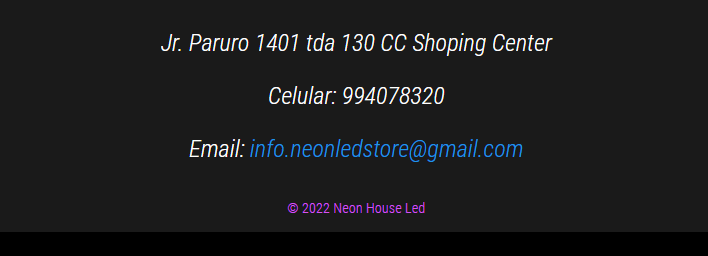 Jr. Paruro 1401 tda 130 CC Shoping Center
Celular: 994078320
Email: info.neonledstore@gmail.com
© 2022 Neon House Led